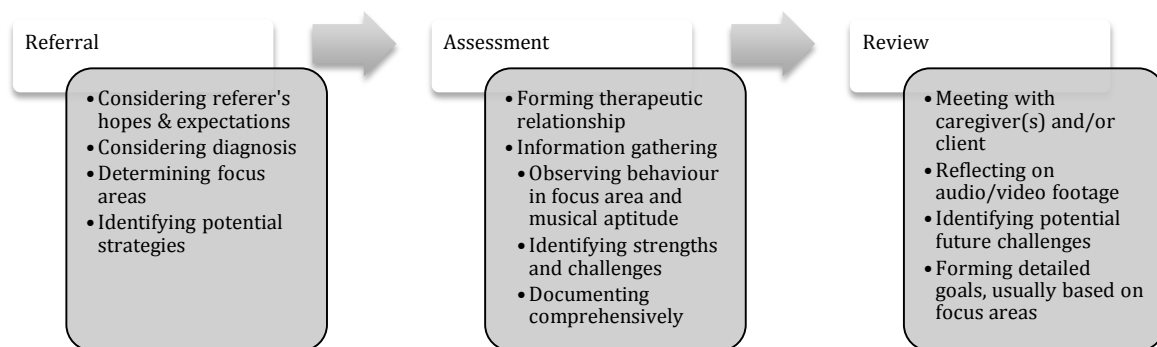 Referral
•Considering referer's
hopes & expectations
•Considering diagnosis
•Determining focus
areas
•Identifying potential
strategies
Assessment
•Forming therapeutic
relationship
•Information gathering
•Observing behaviour
in focus area and
musical aptitude
•Identifying strengths
and challenges
•Documenting
comprehensively
Review
•Meeting with
caregiver(s) and/or
client
•Reflecting on
audio/video footage
•Identifying potential
future challenges
•Forming detailed
goals, usually based on
focus areas